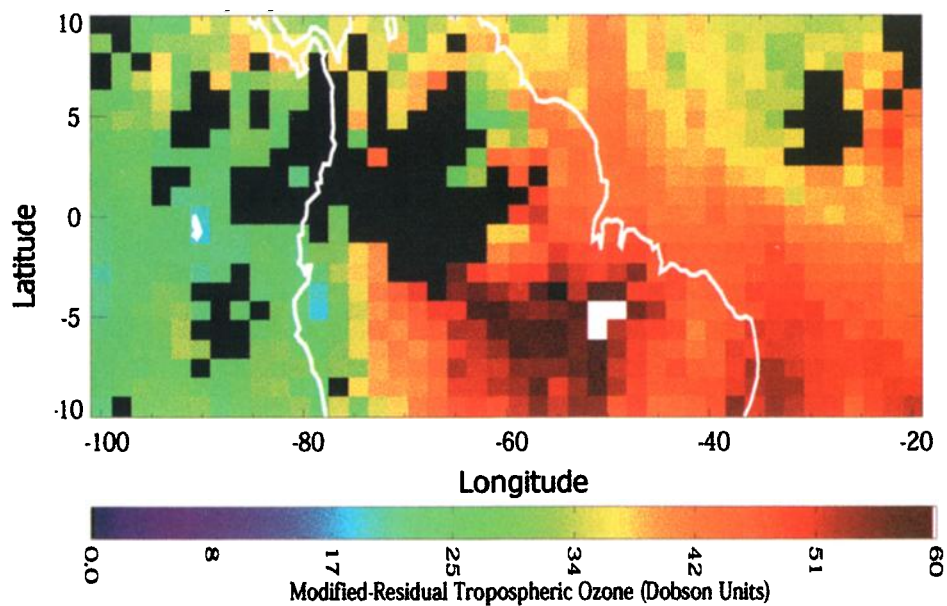 10
5
0
-5
-10
Latitude
-100 -80 -60 -40 -20
Longitude
0.0 8 17 25 34 42 51 60
Modified-Residual Tropospheric Ozone (Dobson Units)